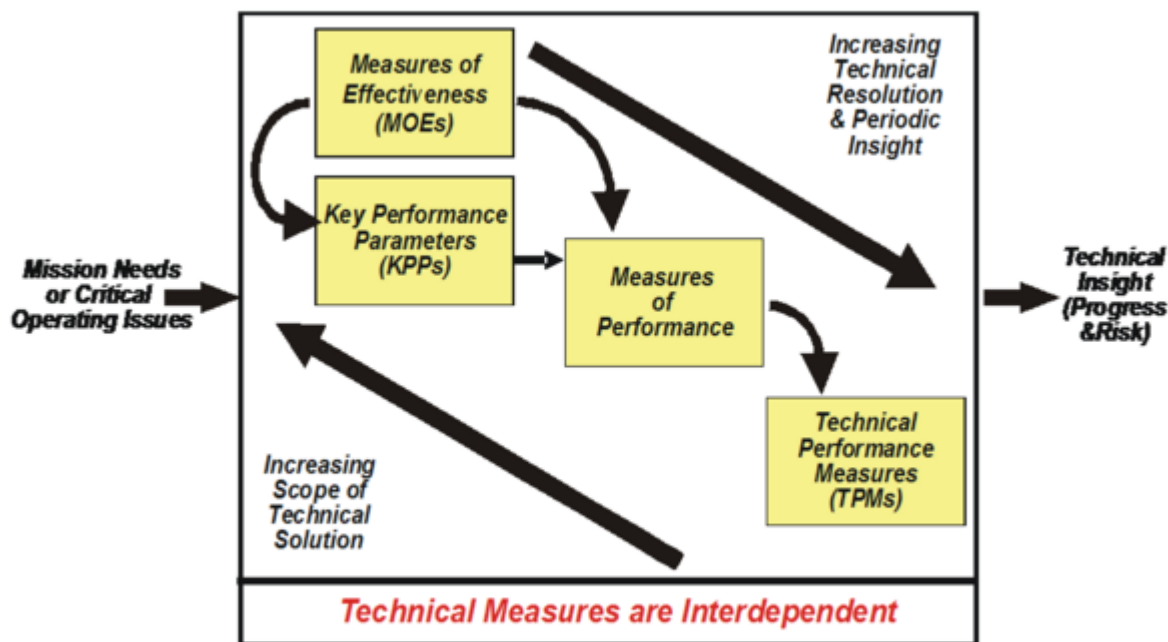 Measures of
Effectiveness
(MOEs)
Increasing
Technical
Resolution
& Periodic
Insight
Key Performance
Parameters
(KPPs)
Mission Needs
or Critical
Operating Issues
Measures
of
Performance
Technical
Insight
(Progress
&Risk)
Technical
Performance
Measures
(TPMs)
Increasing
Scope of
Technical
Solution
Technical Measures are Interdependent